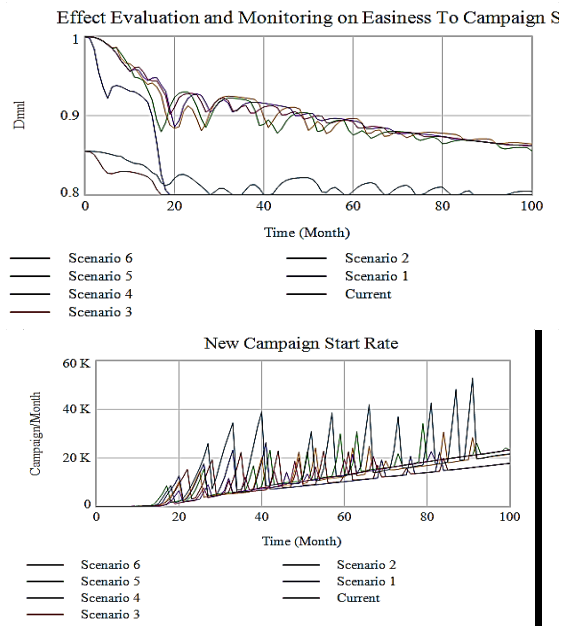 Effect Evaluation and Monitoring on Easiness To Campaign S
1
0.9
0.8
Dmnl
0 20 40 60 80 100
Time (Month)
Scenario 6 Scenario 2
Scenario 5 Scenario 1
Scenario 4 Current
Scenario 3
New Campaign Start Rate
60 K
40 K
20 K
0
Campaign/Month
0 20 40 60 80 100
Time (Month)
Scenario 6 Scenario 2
Scenario 5 Scenario 1
Scenario 4 Current
Scenario 3